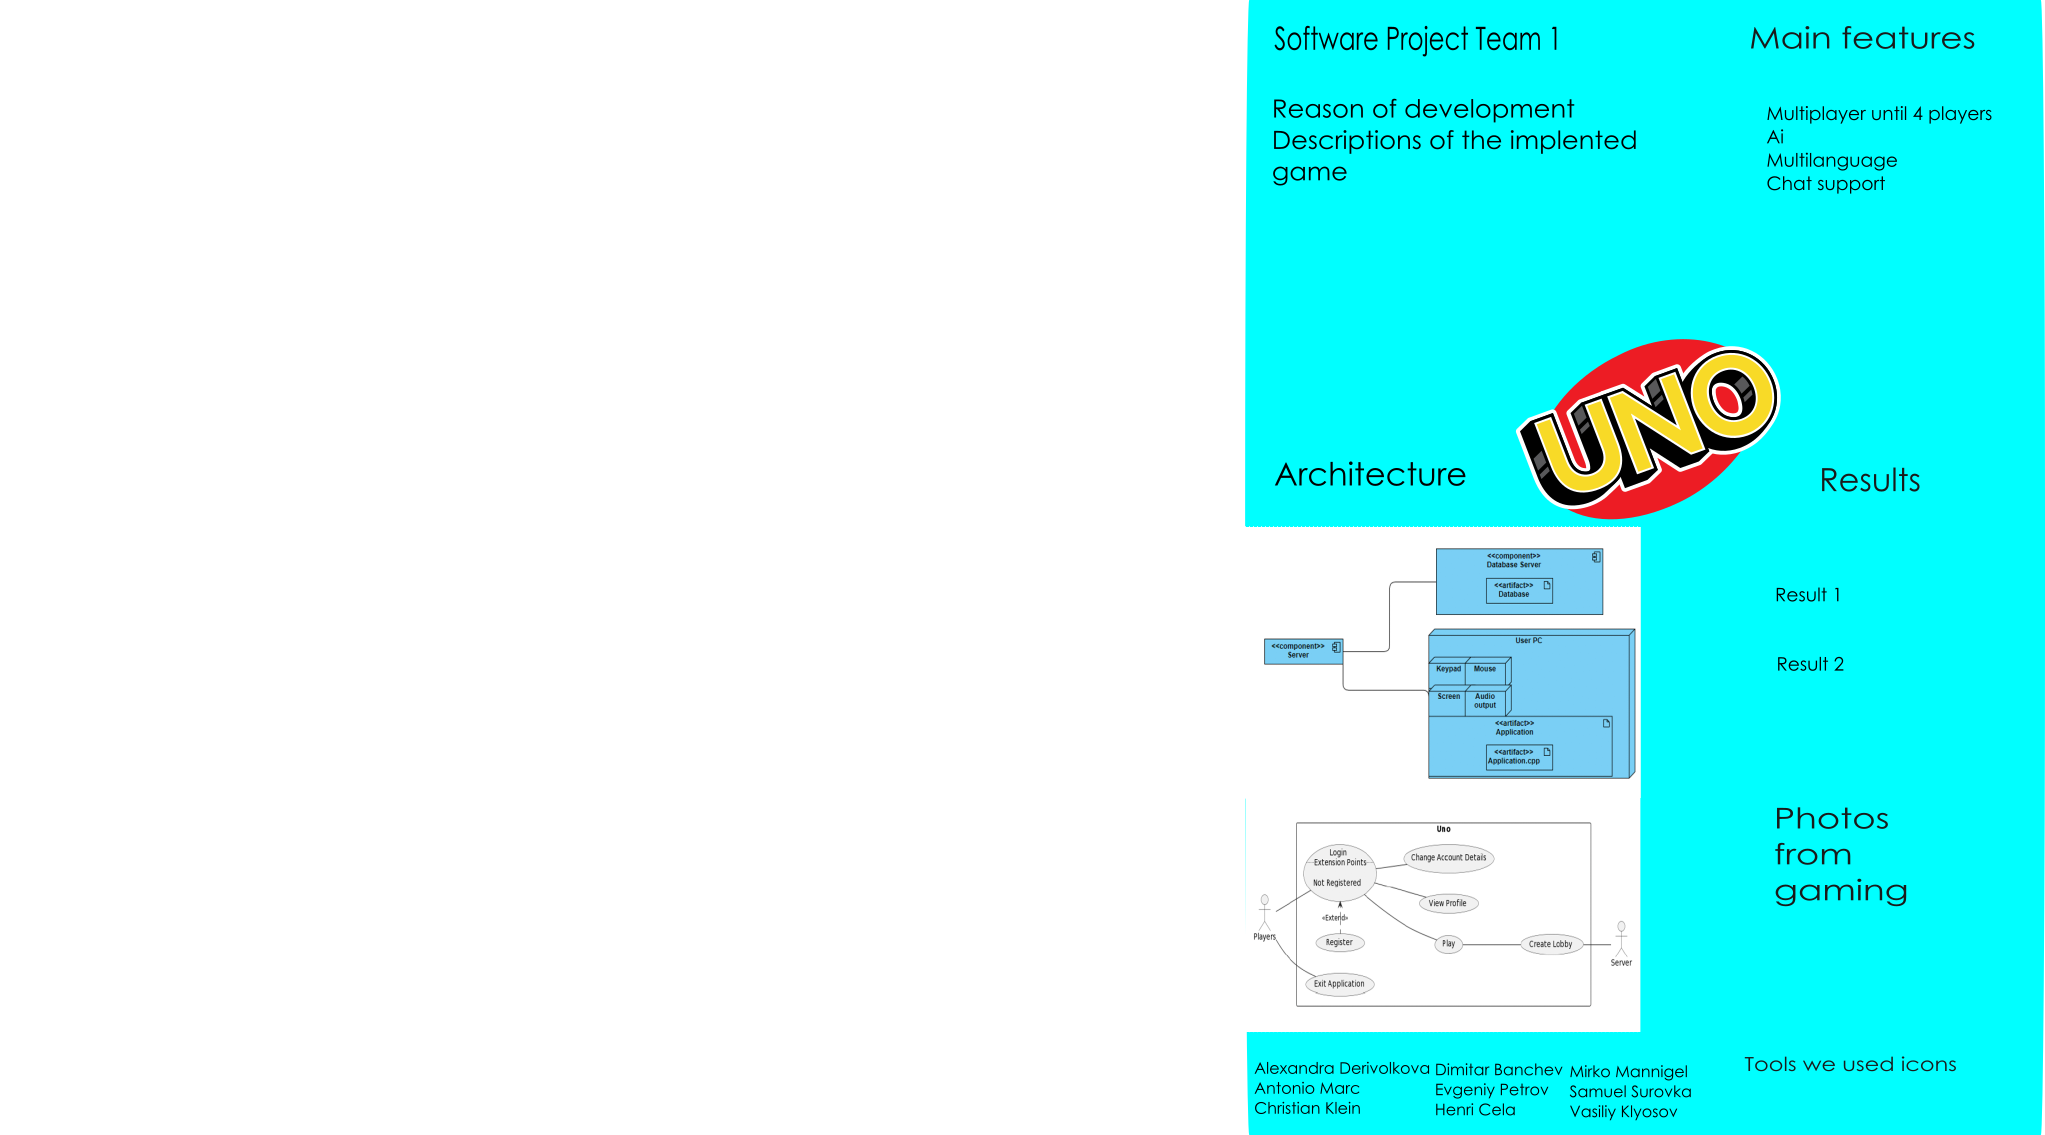 Software Project Team 1
Main features
Reason of development
Descriptions of the implented
game
Multiplayer until 4 players
Ai
Multilanguage
Chat support
UNO
Architecture
Results
<<component>>
Database Server
<<artifact>>
Database
<<component>>
Server
User PC
Keypad
Mouse
Screen
Audio
output
<<artifact>>
Application
<<artifact>>
Application.cpp
Result 1
Result 2
Photos
from
gaming
Uno
Login
Extension Points
Not Registered
Change Account Details
View Profile
«Extend»
Players
Register
Play
Create Lobby
Server
Exit Application
Alexandra Derivolkova
Antonio Marc
Christian Klein
Dimitar Banchev
Evgeniy Petrov
Henri Cela
Mirko Mannigel
Samuel Surovka
Vasiliy Klyosov
Tools we used icons